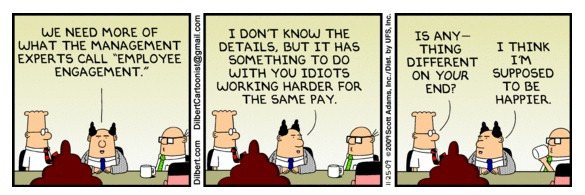 WE NEED MORE OF
WHAT THE MANAGEMENT
EXPERTS CALL "EMPLOYEE
ENGAGEMENT."
Dilbert.com DilbertCartoonist@gmail.com
I DON'T KNOW THE
DETAILS, BUT IT HAS
SOMETHING TO DO
WITH YOU IDIOTS
WORKING HARDER FOR
THE SAME PAY.
11-25-09 ©2009 Scott Adams, Inc./Dist. by UFS, Inc.
IS ANY-
THING
DIFFERENT
ON YOUR
END?
I THINK
I'M
SUPPOSED
TO BE
HAPPIER.